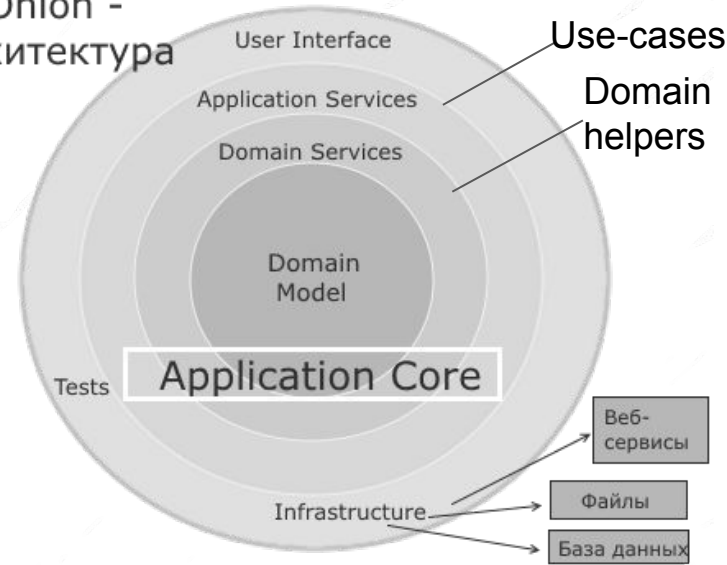 Onion -
хитектура
User Interface
Use-cases
Application Services
Domain
helpers
Domain Services
Domain
Model
Application Core
Tests
Веб-
сервисы
Infrastructure
Файлы
База данных